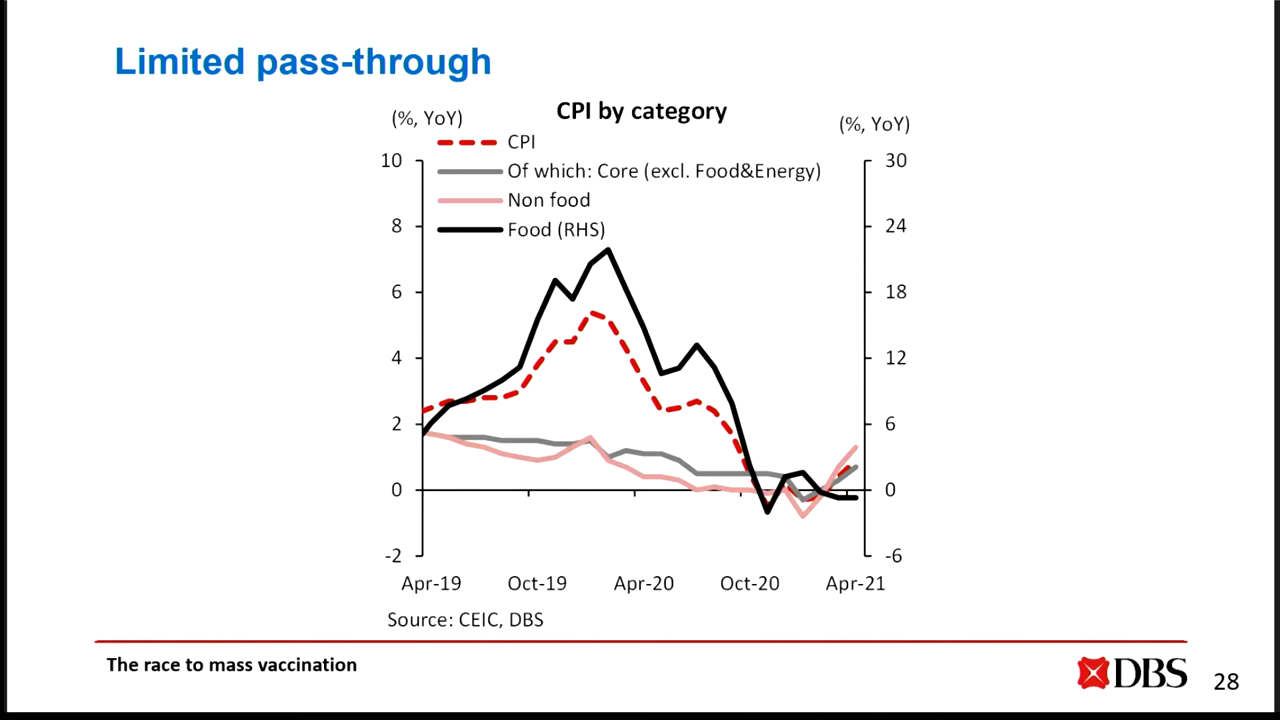 Limited pass-through
CPI by category
(%, YoY)
(%, YoY)
CPI
Of which: Core (excl. Food&Energy)
Non food
Food (RHS)
10
8
6
4
2
0
-2
30
24
18
12
6
0
-6
Apr-19
Oct-19
Apr-20
Oct-20
Apr-21
Source: CEIC, DBS
The race to mass vaccination
DBS
28